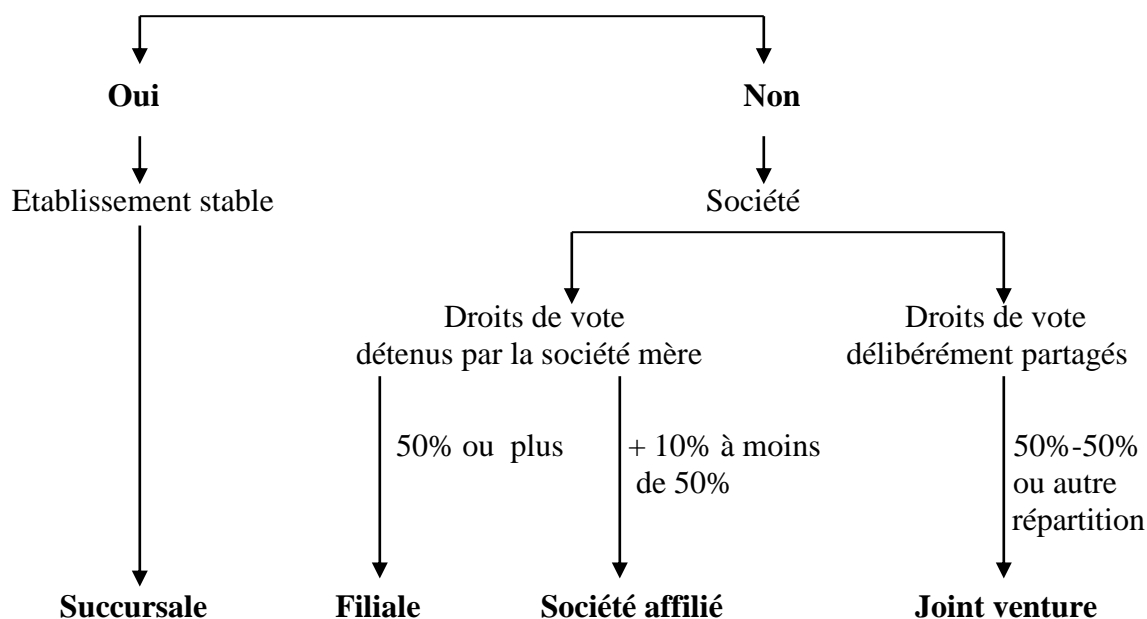 Oui
Non
Etablissement stable
Société
Droits de vote
détenus par la société mère
Droits de vote
délibérément partagés
50% ou plus
+ 10% à moins
de 50%
50%-50%
ou autre
répartition
Succursale
Filiale
Société affilié
Joint venture